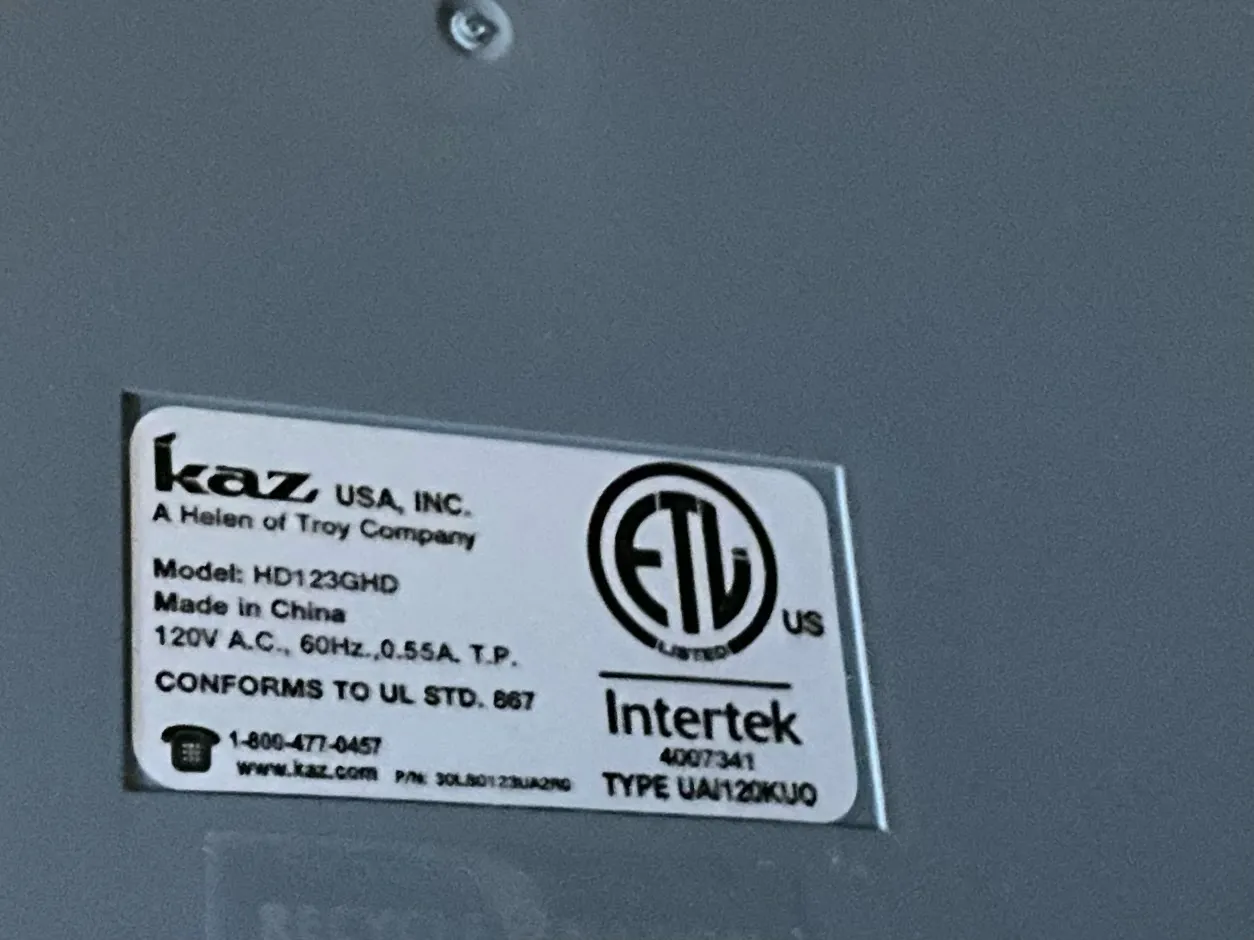 kaz USA, INC.
A Helen of Troy Company
Model: HD123GHD
Made in China
120V A.C., 60Hz.,0.55A. T.P.
CONFORMS TO UL STD. 867
1-800-477-0457
www.kaz.com P/N:
ETL
US
LISTED
Intertek
4007341
TYPE UAI120KUO